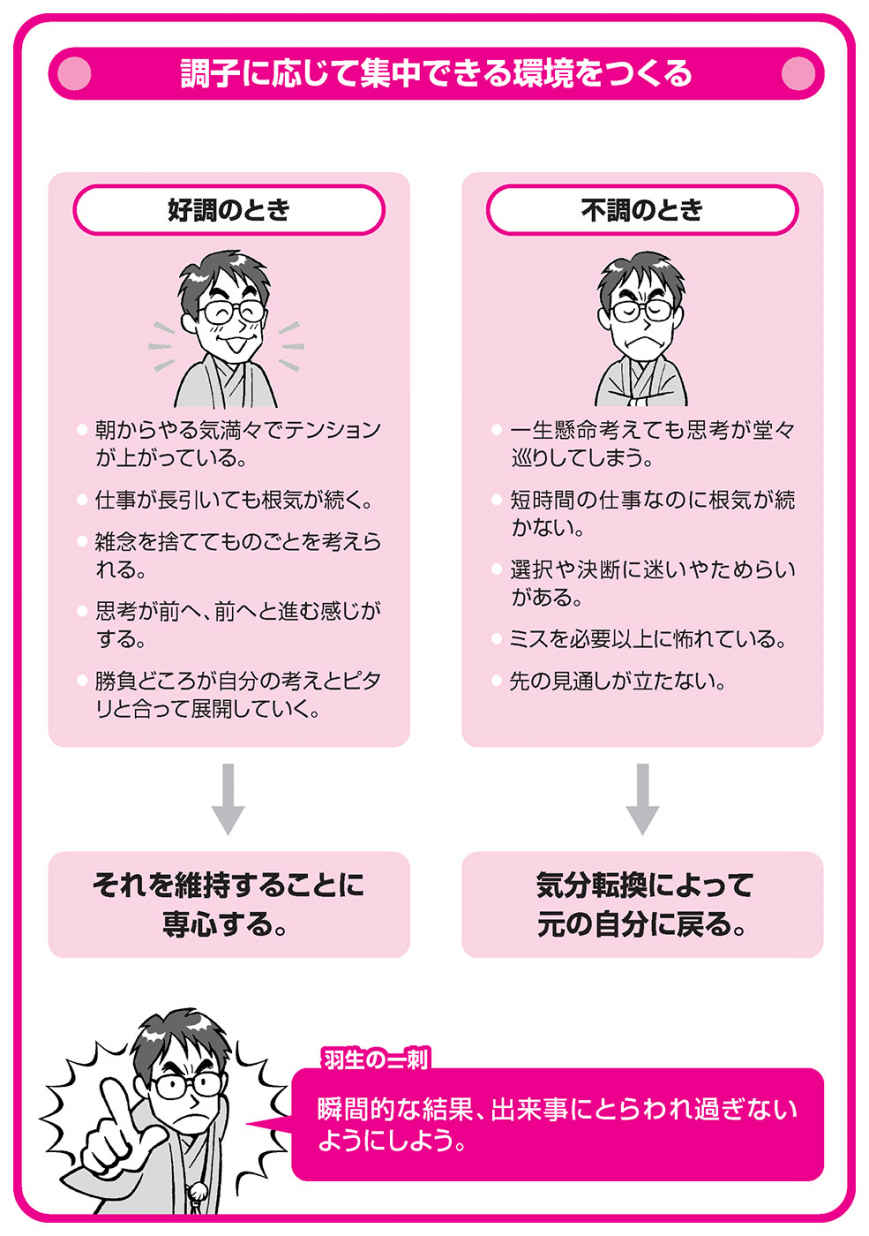 調子に応じて集中できる環境をつくる
好調のとき
朝からやる気満々でテンション
が上がっている。
仕事が長引いても根気が続く。
雑念を捨ててものごとを考えら
れる。
思考が前へ、前へと進む感じが
する。
勝負どころが自分の考えとピタ
リと合って展開していく。
それを維持することに
専心する。
不調のとき
一生懸命考えても思考が堂々
巡りしてしまう。
短時間の仕事なのに根気が続
かない。
選択や決断に迷いやためらい
がある。
ミスを必要以上に怖れている。
先の見通しが立たない。
気分転換によって
元の自分に戻る。
羽生の一刺
瞬間的な結果、出来事にとらわれ過ぎない
ようにしよう。